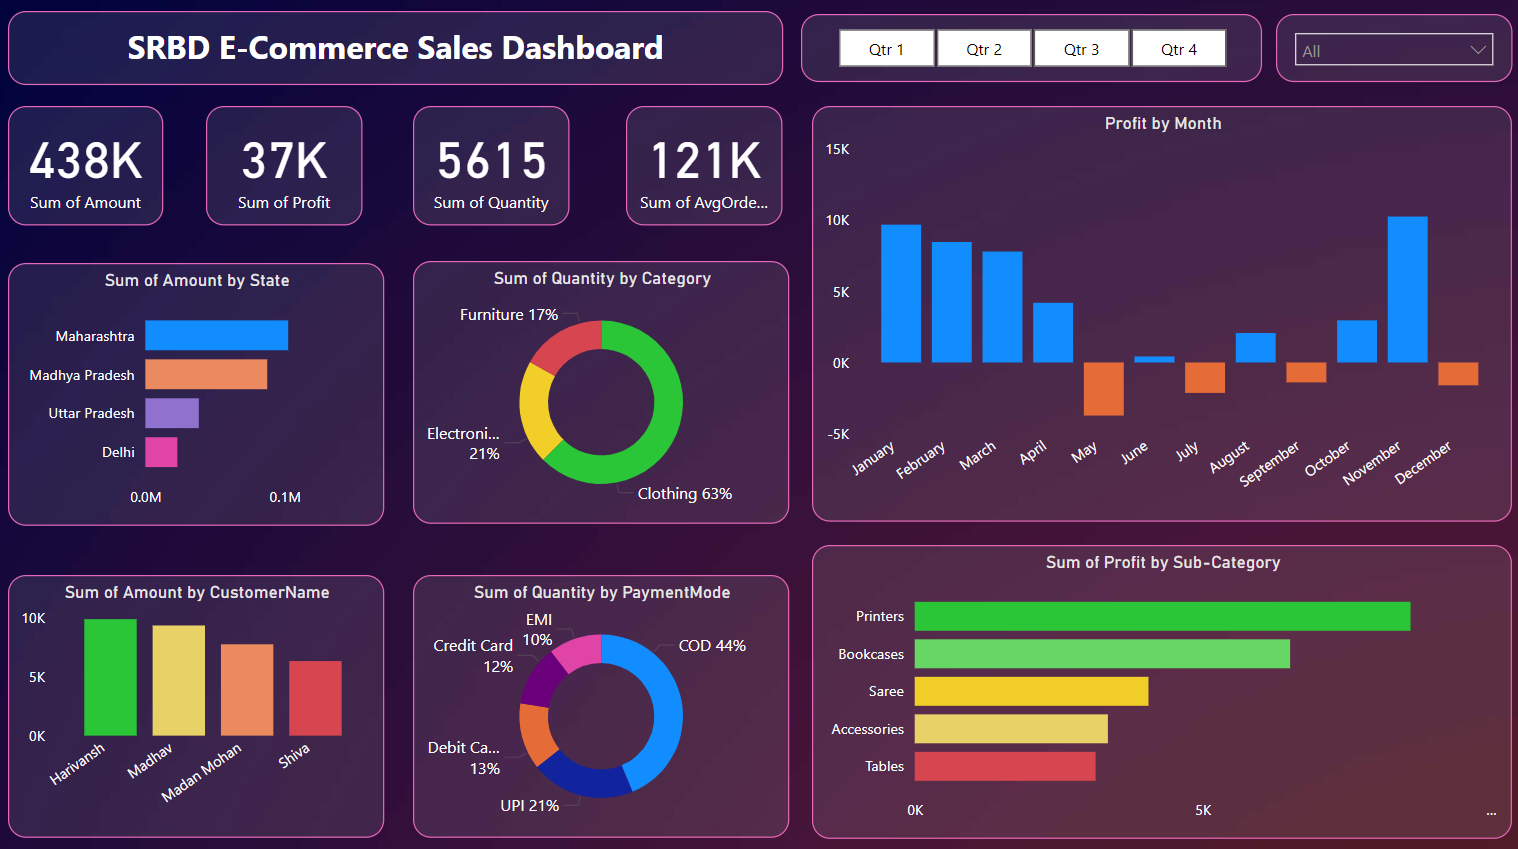 SRBD E-Commerce Sales Dashboard
Qtr 1
Qtr 2
Qtr 3
Qtr 4
All
438K
Sum of Amount
37K
Sum of Profit
5615
Sum of Quantity
121K
Sum of AvgOrde...
Profit by Month
15K
10K
5K
0K
-5K
January
February
March
April
May
June
July
August
September
October
November
December
Sum of Amount by State
Maharashtra
Madhya Pradesh
Uttar Pradesh
Delhi
0.0M
0.1M
Sum of Quantity by Category
Furniture 17%
Electroni...
21%
Clothing 63%
Sum of Amount by CustomerName
10K
5K
0K
Harivansh
Madhav
Madan Mohan
Shiva
Sum of Quantity by PaymentMode
EMI
10%
Credit Card
12%
COD 44%
Debit Ca...
13%
UPI 21%
Sum of Profit by Sub-Category
Printers
Bookcases
Saree
Accessories
Tables
0K
5K
...